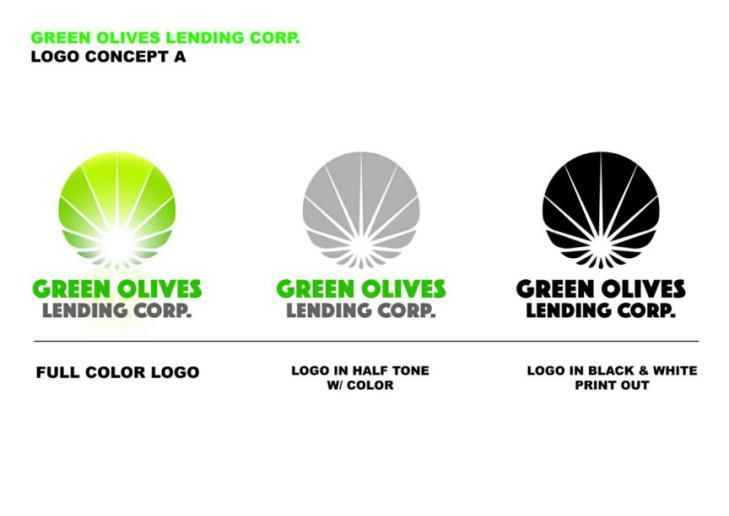 GREEN OLIVES LENDING CORP.
LOGO CONCEPT A
GREEN OLIVES
LENDING CORP.
GREEN OLIVES
LENDING CORP.
GREEN OLIVES
LENDING CORP.
FULL COLOR LOGO
LOGO IN HALF TONE
W/ COLOR
LOGO IN BLACK & WHITE
PRINT OUT